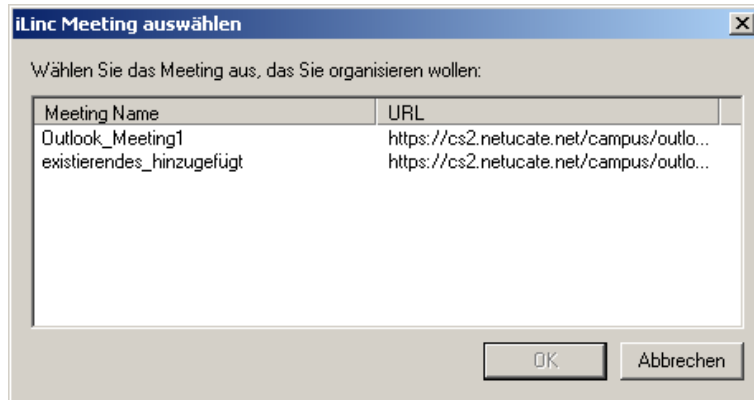 iLinc Meeting auswählen
Wählen Sie das Meeting aus, das Sie organisieren wollen:
Meeting Name URL
Outlook_Meeting1 https://cs2.netucate.net/campus/outlo...
existierendes_hinzugefügt https://cs2.netucate.net/campus/outlo...
OK Abbrechen